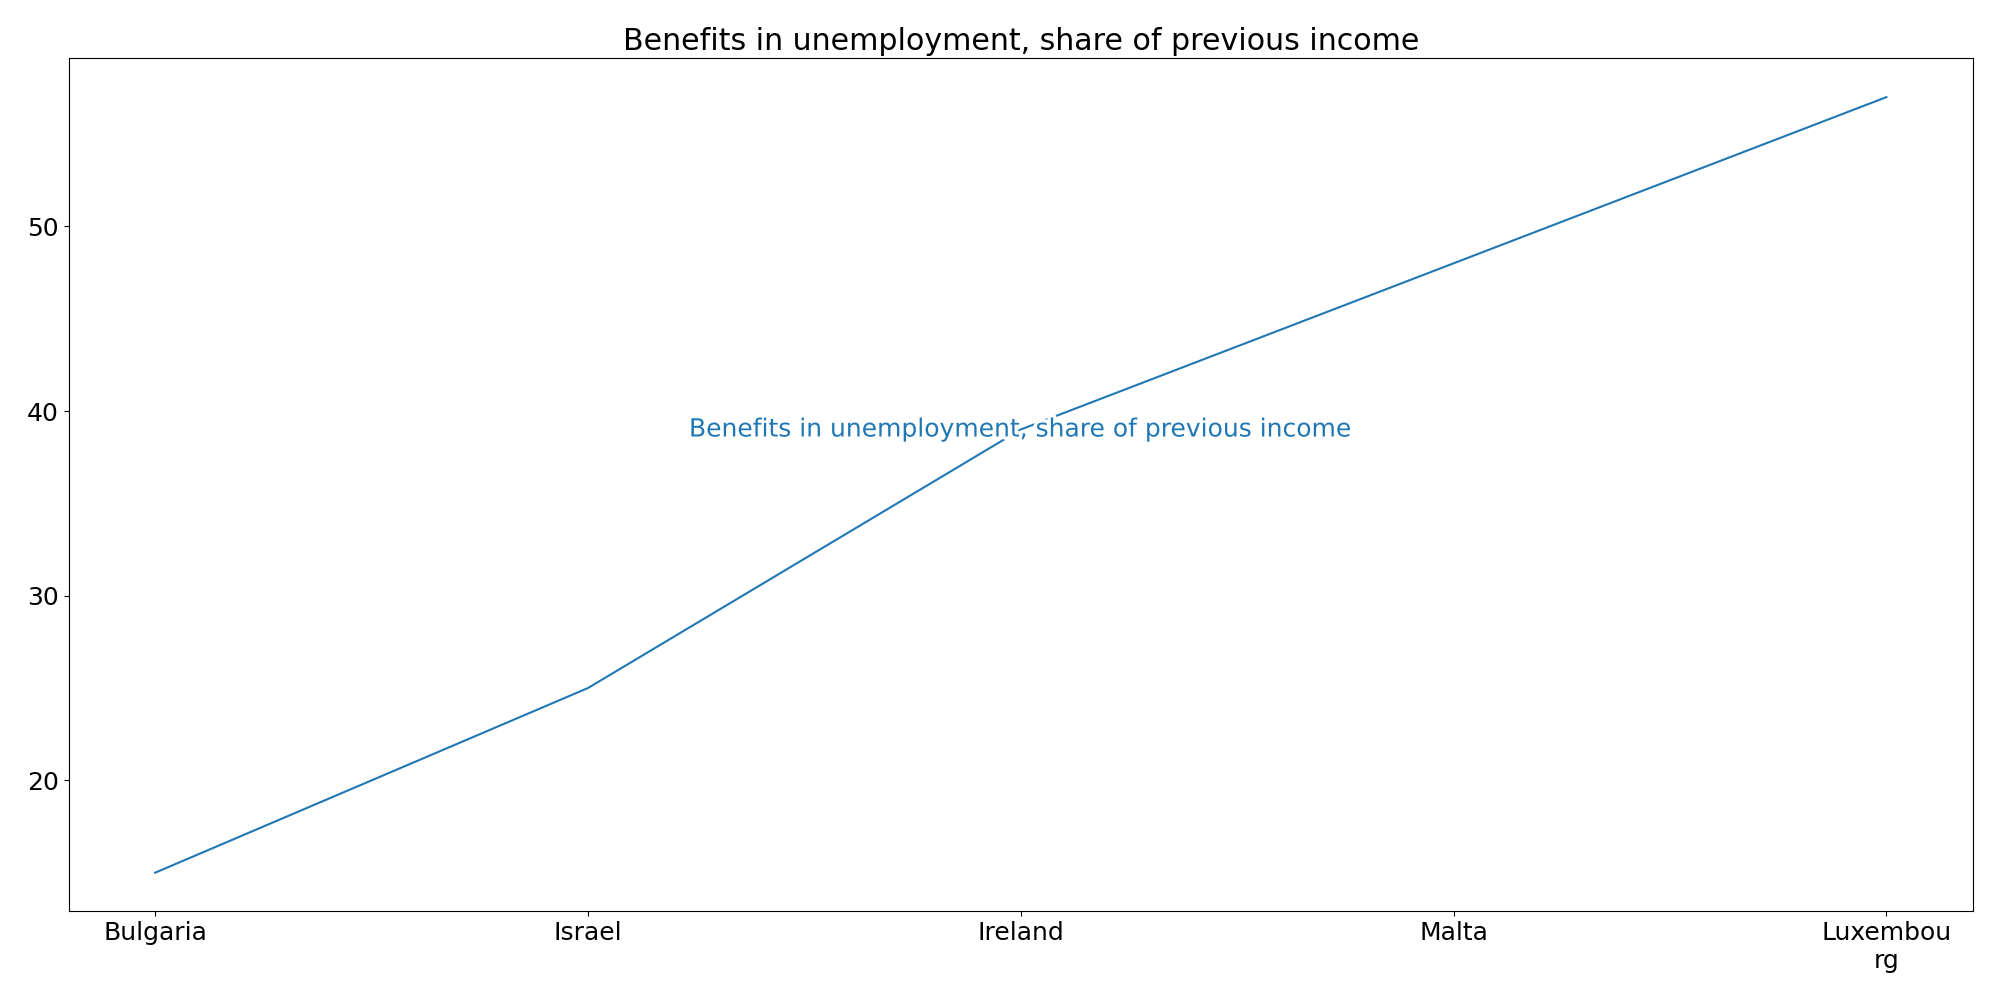 Benefits in unemployment, share of previous income
50
40
30
20
Benefits in unemployment, share of previous income
Bulgaria
Israel
Ireland
Malta
Luxembou
rg